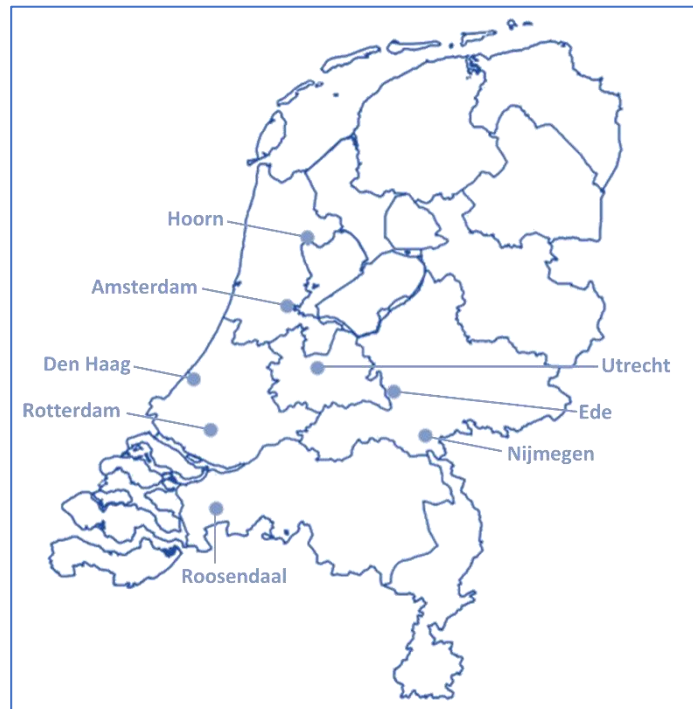 Hoorn
Amsterdam
Den Haag
Utrecht
Rotterdam
Ede
Nijmegen
Roosendaal